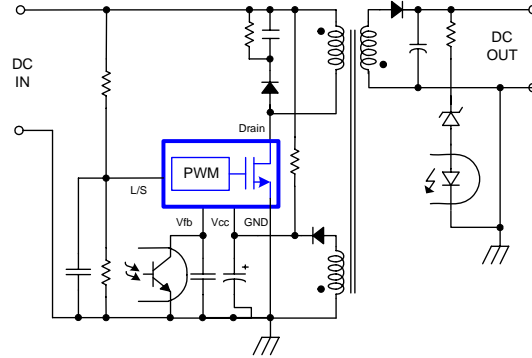 DC
IN
DC
OUT
Drain
PWM
L/S
Vfb
Vcc
GND
+